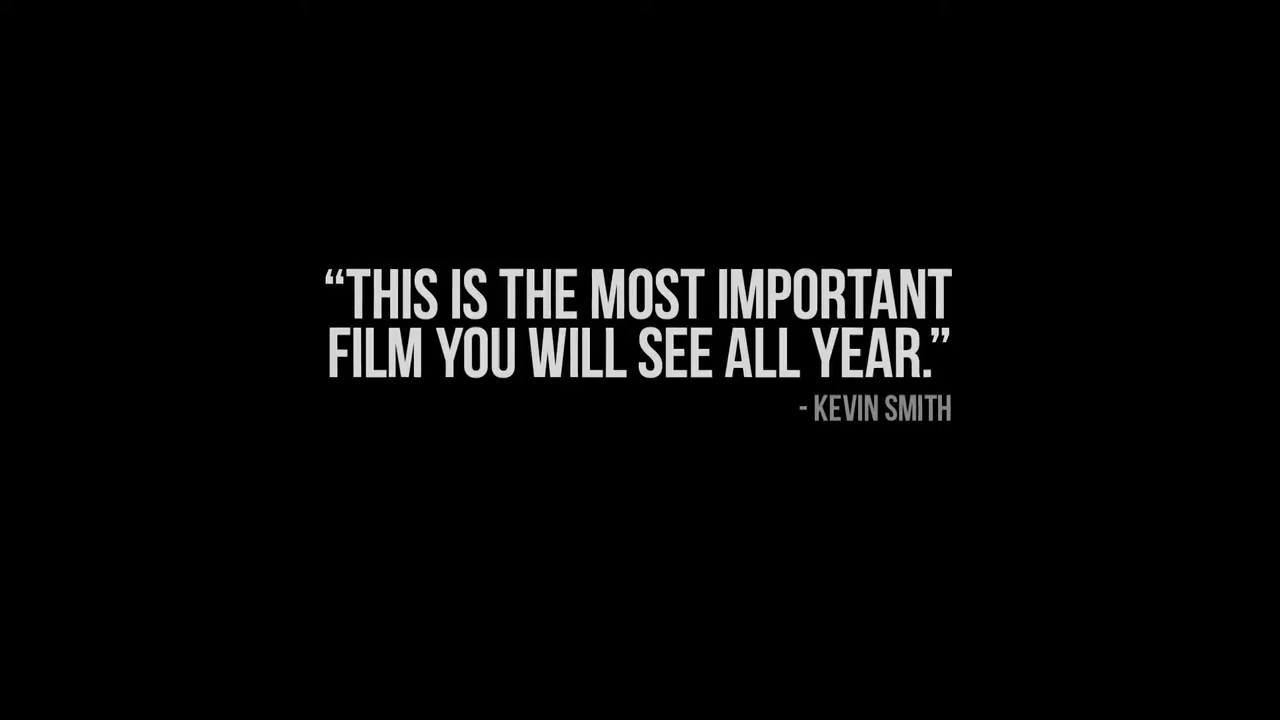 “THIS IS THE MOST IMPORTANT
FILM YOU WILL SEE ALL YEAR.”
- KEVIN SMITH